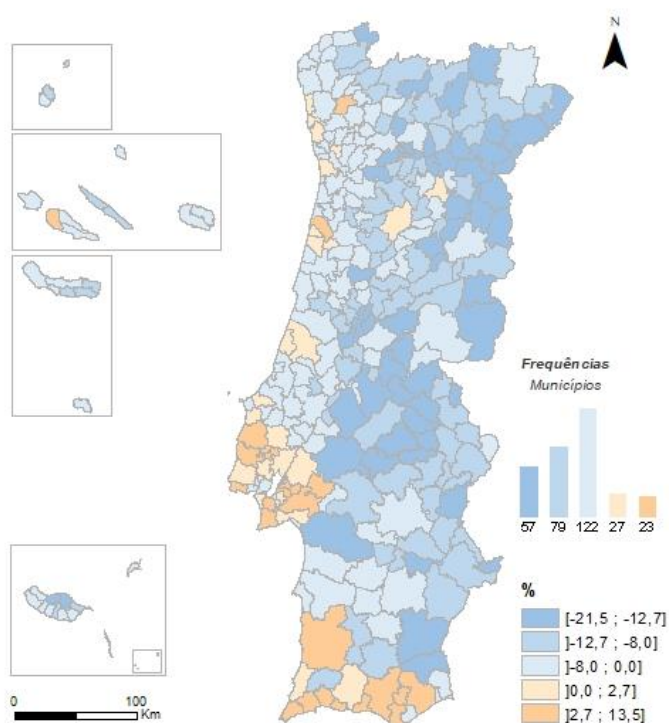 N
Frequências
Municípios
57 79 122 27 23
%
[-21,5 ; -12,7]
]-12,7 ; -8,0]
]-8,0 ; 0,0]
]0,0 ; 2,7]
]2,7 ; 13,5]
0 100
Km